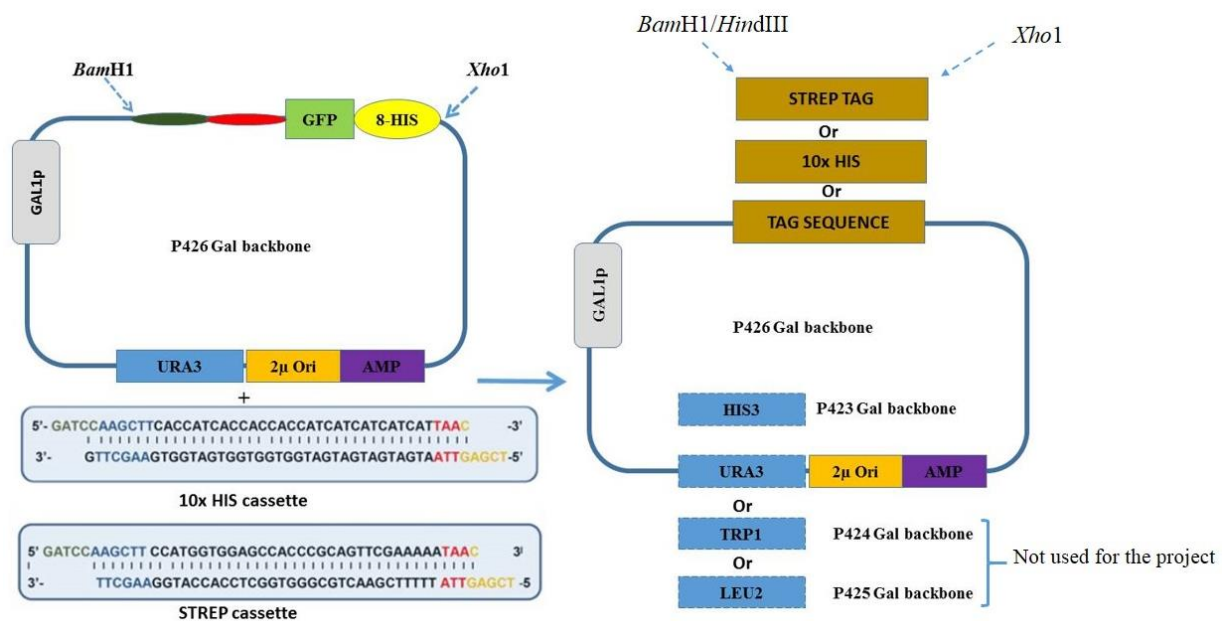 BamH1
Xho1
GFP
8-HIS
GAL1p
P426 Gal backbone
URA3
2µ Ori
AMP
+
5'- GATCCAAGCTTCACCATCACCACCACCATCATCATCATCATTAAC -3'
3'- GTTCGAAGTGGTAGTGGTGGTGGTAGTAGTAGTAGTAATTGAGCT-5'
10x HIS cassette
5' GATCCAAGCTT CCATGGTGGAGCCACCCGCAGTTCGAAAAATAAC 3'
3'- TTCGAAGGTACCACCTCGGTGGGCGTCAAGCTTTTT ATTGAGCT -5
STREP cassette
BamH1/HindIII
Xho1
STREP TAG
Or
10x HIS
Or
TAG SEQUENCE
GAL1p
P426 Gal backbone
HIS3
P423 Gal backbone
URA3
2µ Ori
AMP
Or
TRP1
P424 Gal backbone
Or
LEU2
P425 Gal backbone
Not used for the project